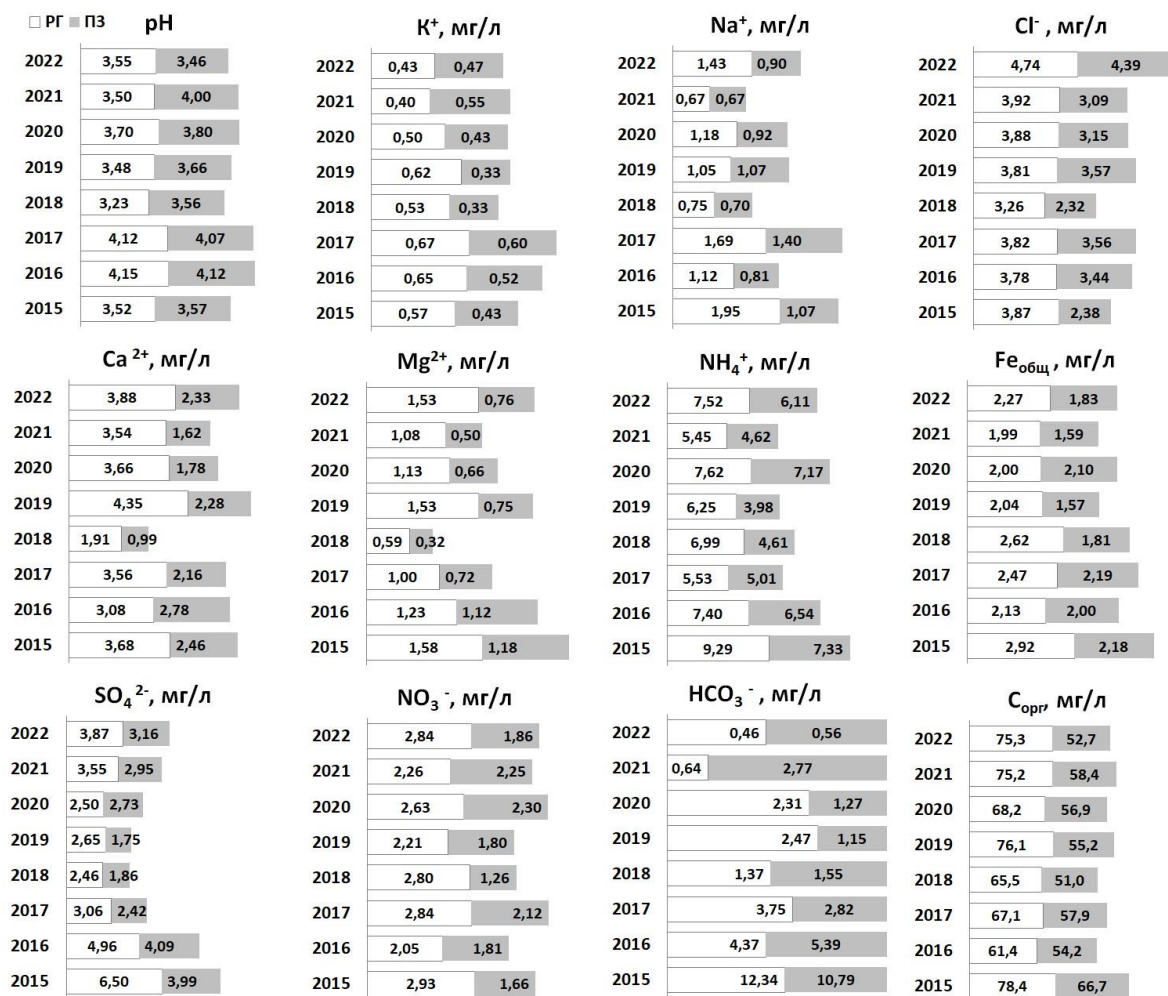 РГ ПЗ
pH
2022 3,55 3,46
2021 3,50 4,00
2020 3,70 3,80
2019 3,48 3,66
2018 3,23 3,56
2017 4,12 4,07
2016 4,15 4,12
2015 3,52 3,57
K⁺, мг/л
2022 0,43 0,47
2021 0,40 0,55
2020 0,50 0,43
2019 0,62 0,33
2018 0,53 0,33
2017 0,67 0,60
2016 0,65 0,52
2015 0,57 0,43
Na⁺, мг/л
2022 1,43 0,90
2021 0,67 0,67
2020 1,18 0,92
2019 1,05 1,07
2018 0,75 0,70
2017 1,69 1,40
2016 1,12 0,81
2015 1,95 1,07
Cl⁻ , мг/л
2022 4,74 4,39
2021 3,92 3,09
2020 3,88 3,15
2019 3,81 3,57
2018 3,26 2,32
2017 3,82 3,56
2016 3,78 3,44
2015 3,87 2,38
Ca ²⁺, мг/л
2022 3,88 2,33
2021 3,54 1,62
2020 3,66 1,78
2019 4,35 2,28
2018 1,91 0,99
2017 3,56 2,16
2016 3,08 2,78
2015 3,68 2,46
Mg²⁺, мг/л
2022 1,53 0,76
2021 1,08 0,50
2020 1,13 0,66
2019 1,53 0,75
2018 0,59 0,32
2017 1,00 0,72
2016 1,23 1,12
2015 1,58 1,18
NH₄⁺, мг/л
2022 7,52 6,11
2021 5,45 4,62
2020 7,62 7,17
2019 6,25 3,98
2018 6,99 4,61
2017 5,53 5,01
2016 7,40 6,54
2015 9,29 7,33
Feобщ , мг/л
2022 2,27 1,83
2021 1,99 1,59
2020 2,00 2,10
2019 2,04 1,57
2018 2,62 1,81
2017 2,47 2,19
2016 2,13 2,00
2015 2,92 2,18
SO₄ ²⁻, мг/л
2022 3,87 3,16
2021 3,55 2,95
2020 2,50 2,73
2019 2,65 1,75
2018 2,46 1,86
2017 3,06 2,42
2016 4,96 4,09
2015 6,50 3,99
NO₃ ⁻, мг/л
2022 2,84 1,86
2021 2,26 2,25
2020 2,63 2,30
2019 2,21 1,80
2018 2,80 1,26
2017 2,84 2,12
2016 2,05 1,81
2015 2,93 1,66
HCO₃ ⁻ , мг/л
2022 0,46 0,56
2021 0,64 2,77
2020 2,31 1,27
2019 2,47 1,15
2018 1,37 1,55
2017 3,75 2,82
2016 4,37 5,39
2015 12,34 10,79
Cорг, мг/л
2022 75,3 52,7
2021 75,2 58,4
2020 68,2 56,9
2019 76,1 55,2
2018 65,5 51,0
2017 67,1 57,9
2016 61,4 54,2
2015 78,4 66,7